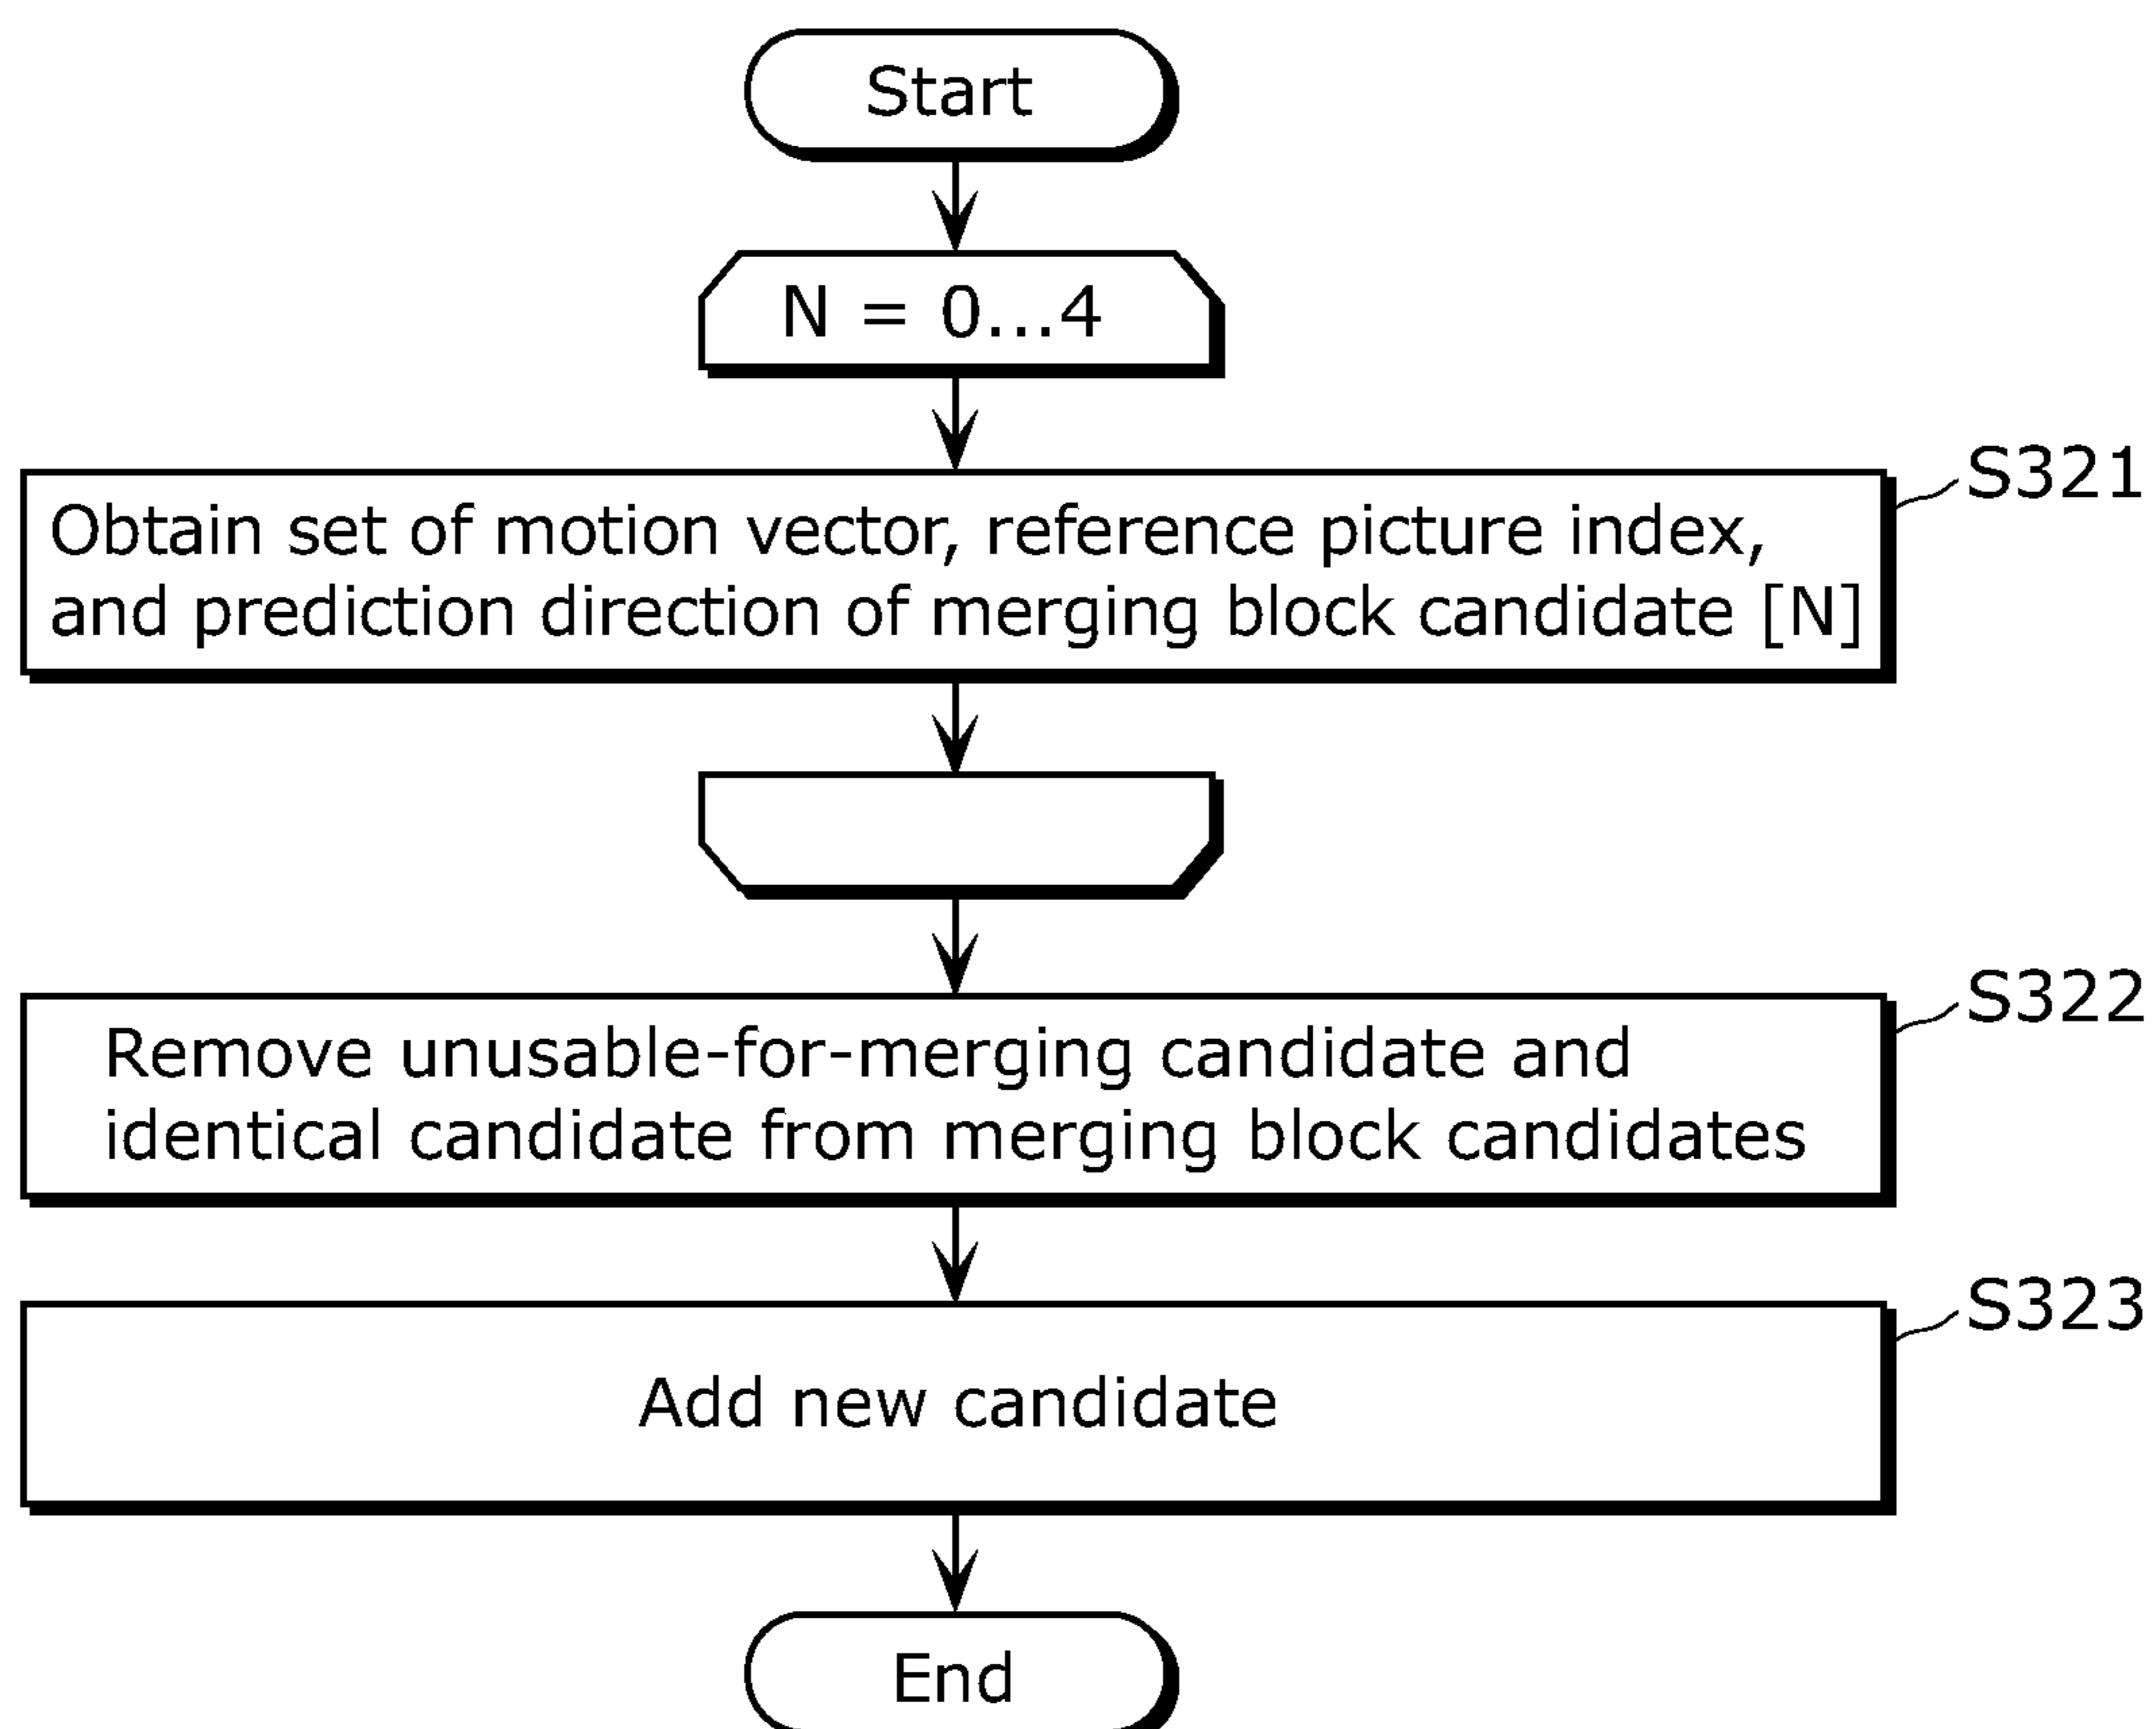 Start
N = 0...4
S321
Obtain set of motion vector, reference picture index,
and prediction direction of merging block candidate [N]
S322
Remove unusable-for-merging candidate and
identical candidate from merging block candidates
S323
Add new candidate
End